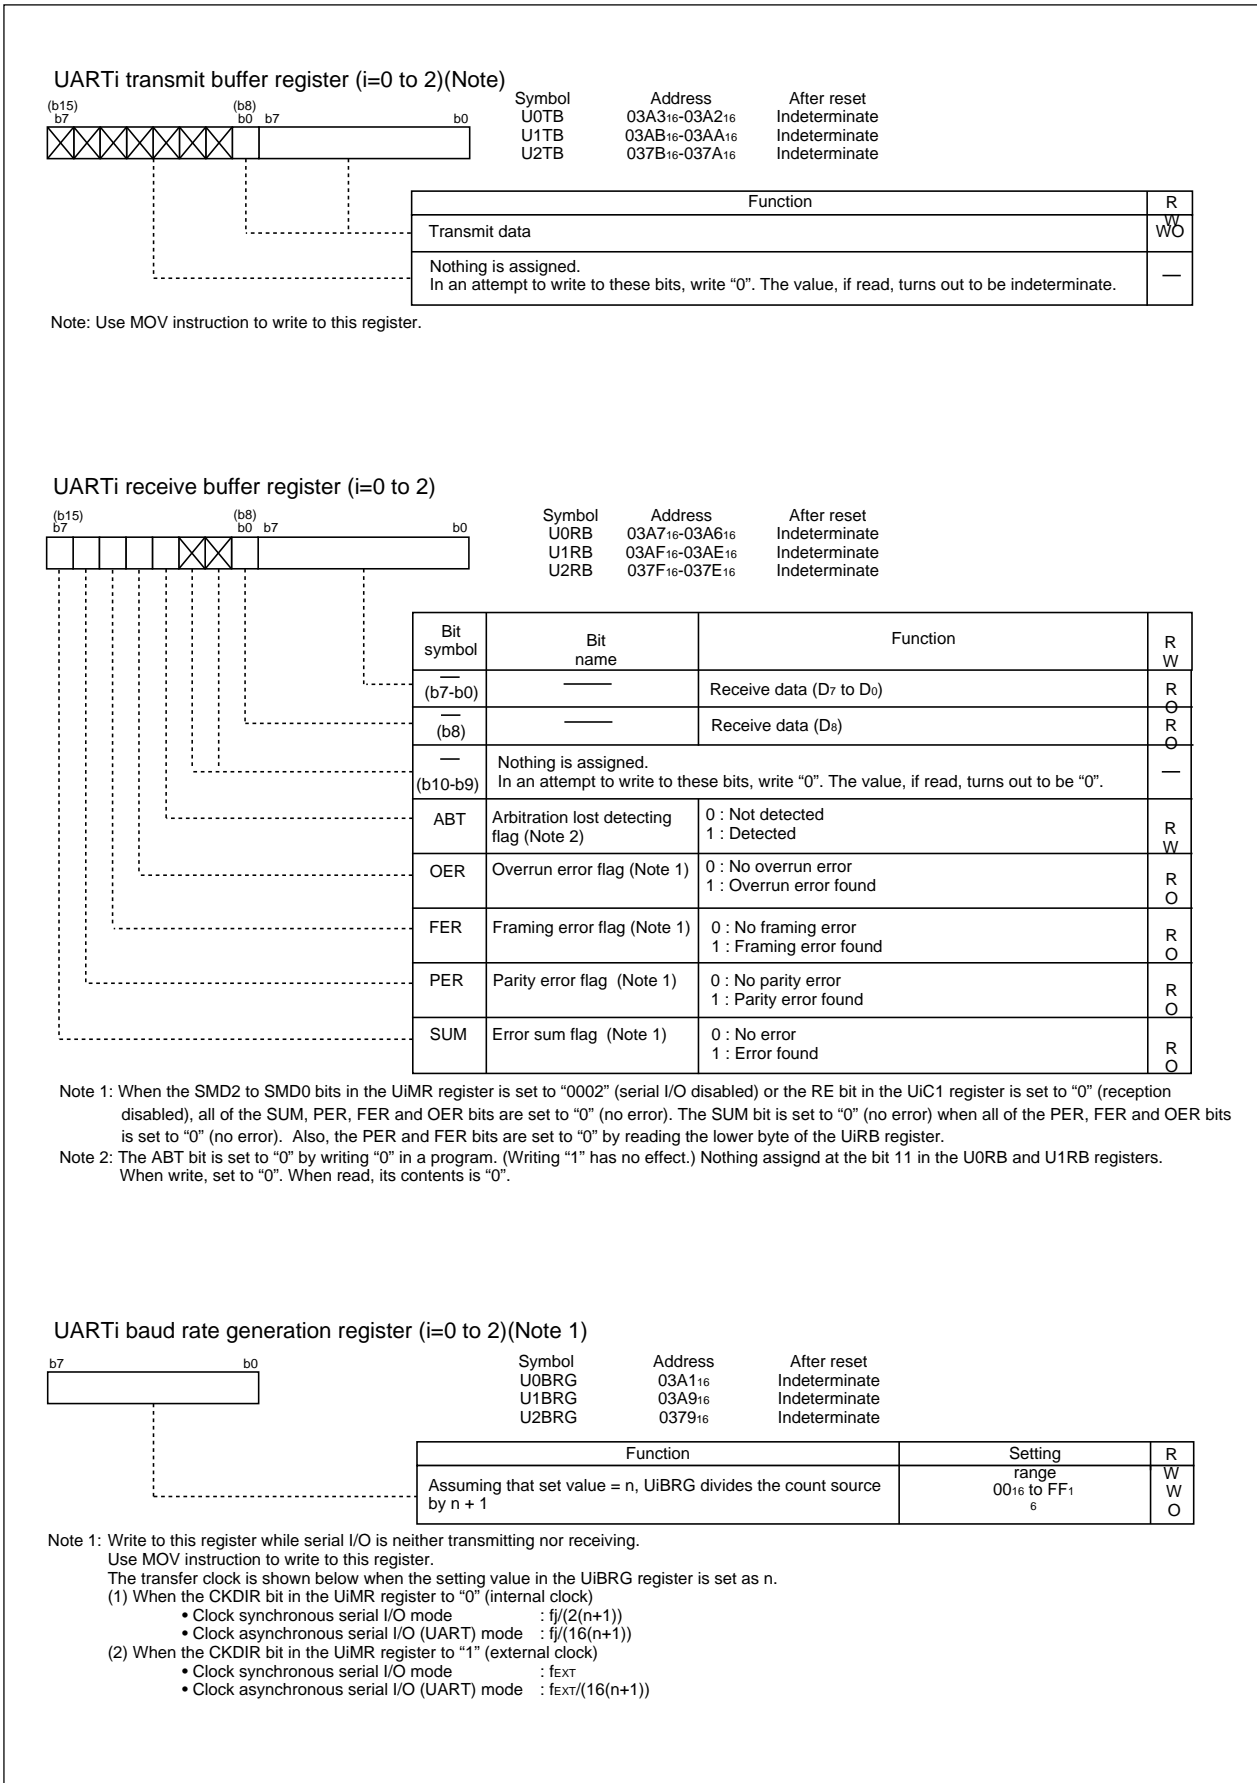 UARTi transmit buffer register (i=0 to 2)(Note)
(b15) (b8)
b7 b0 b7 b0
Symbol Address After reset
U0TB 03A316-03A216 Indeterminate
U1TB 03AB16-03AA16 Indeterminate
U2TB 037B16-037A16 Indeterminate
Function R W
Transmit data WO
Nothing is assigned.
In an attempt to write to these bits, write “0”. The value, if read, turns out to be indeterminate. —
Note: Use MOV instruction to write to this register.
UARTi receive buffer register (i=0 to 2)
(b15) (b8)
b7 b0 b7 b0
Symbol Address After reset
U0RB 03A716-03A616 Indeterminate
U1RB 03AF16-03AE16 Indeterminate
U2RB 037F16-037E16 Indeterminate
Bit symbol Bit name Function R W
— (b7-b0) — Receive data (D7 to D0) R O
— (b8) — Receive data (D8) R O
— (b10-b9) Nothing is assigned.
In an attempt to write to these bits, write “0”. The value, if read, turns out to be “0”. —
ABT Arbitration lost detecting flag (Note 2) 0 : Not detected
1 : Detected R W
OER Overrun error flag (Note 1) 0 : No overrun error
1 : Overrun error found R O
FER Framing error flag (Note 1) 0 : No framing error
1 : Framing error found R O
PER Parity error flag (Note 1) 0 : No parity error
1 : Parity error found R O
SUM Error sum flag (Note 1) 0 : No error
1 : Error found R O
Note 1: When the SMD2 to SMD0 bits in the UiMR register is set to “0002” (serial I/O disabled) or the RE bit in the UiC1 register is set to “0” (reception
disabled), all of the SUM, PER, FER and OER bits are set to “0” (no error). The SUM bit is set to “0” (no error) when all of the PER, FER and OER bits
is set to “0” (no error). Also, the PER and FER bits are set to “0” by reading the lower byte of the UiRB register.
Note 2: The ABT bit is set to “0” by writing “0” in a program. (Writing “1” has no effect.) Nothing assignd at the bit 11 in the U0RB and U1RB registers.
When write, set to “0”. When read, its contents is “0”.
UARTi baud rate generation register (i=0 to 2)(Note 1)
b7 b0
Symbol Address After reset
U0BRG 03A116 Indeterminate
U1BRG 03A916 Indeterminate
U2BRG 037916 Indeterminate
Function Setting range R W
Assuming that set value = n, UiBRG divides the count source
by n + 1 0016 to FF16 W O
Note 1: Write to this register while serial I/O is neither transmitting nor receiving.
Use MOV instruction to write to this register.
The transfer clock is shown below when the setting value in the UiBRG register is set as n.
(1) When the CKDIR bit in the UiMR register to “0” (internal clock)
• Clock synchronous serial I/O mode : fj/(2(n+1))
• Clock asynchronous serial I/O (UART) mode : fj/(16(n+1))
(2) When the CKDIR bit in the UiMR register to “1” (external clock)
• Clock synchronous serial I/O mode : fEXT
• Clock asynchronous serial I/O (UART) mode : fEXT/(16(n+1))